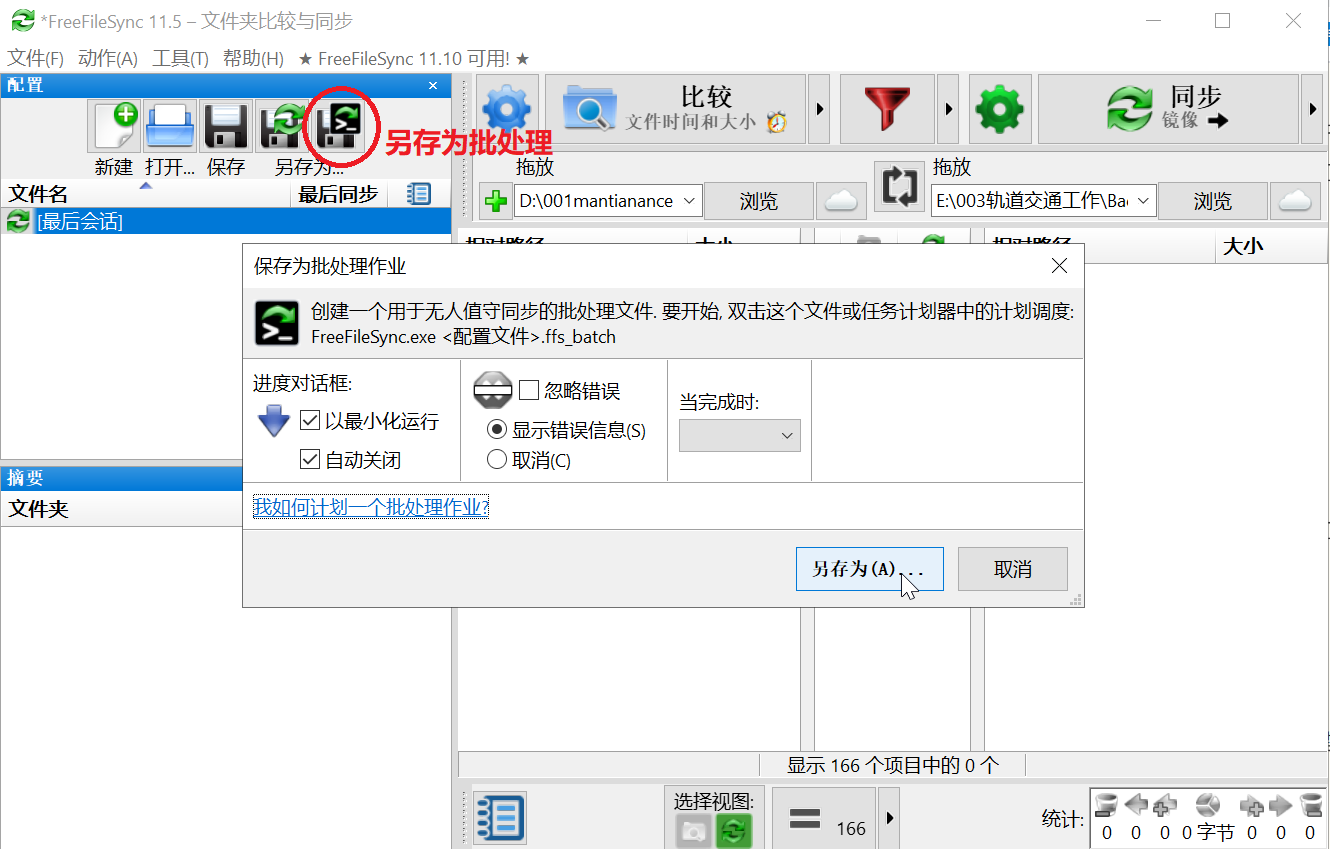 *FreeFileSync 11.5 – 文件夹比较与同步
文件(F) 动作(A) 工具(T) 帮助(H) ★ FreeFileSync 11.10 可用! ★
配置
新建 打开... 保存 另存为...
另存为批处理
文件名 最后同步
[最后会话]
比较
文件时间和大小
同步
镜像
拖放
D:\001mantianance 浏览
拖放
E:\003轨道交通工作\Bac 浏览
相对路径 大小
相对路径 大小
保存为批处理作业
创建一个用于无人值守同步的批处理文件. 要开始, 双击这个文件或任务计划器中的计划调度:
FreeFileSync.exe <配置文件>.ffs_batch
进度对话框:
以最小化运行
自动关闭
忽略错误
显示错误信息(S)
取消(C)
当完成时:
我如何计划一个批处理作业?
另存为(A)...
取消
摘要
文件夹
显示 166 个项目中的 0 个
选择视图:
166
统计:
0 0 0 0 字节 0 0 0